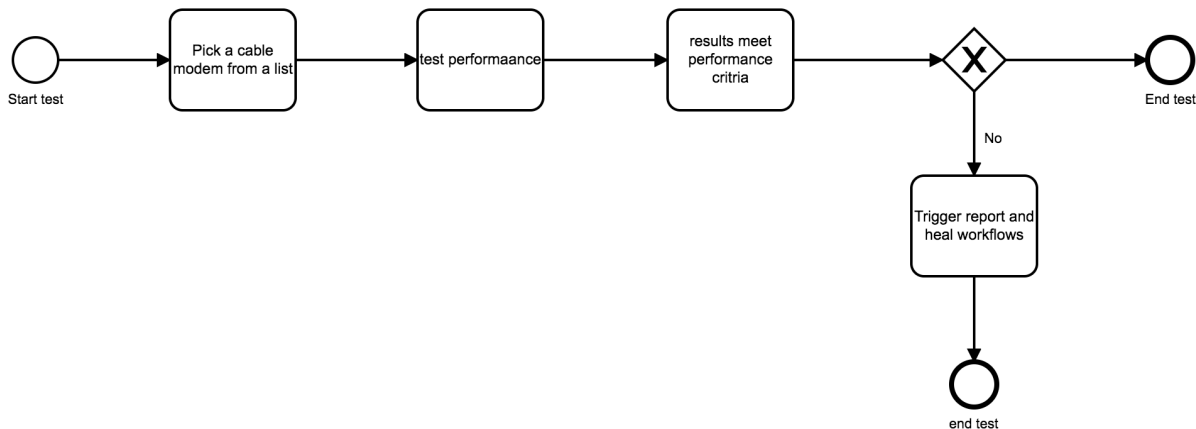 Pick a cable
modem from a list
test performaance
results meet
performance
critria
Start test
End test
No
Trigger report and
heal workflows
end test